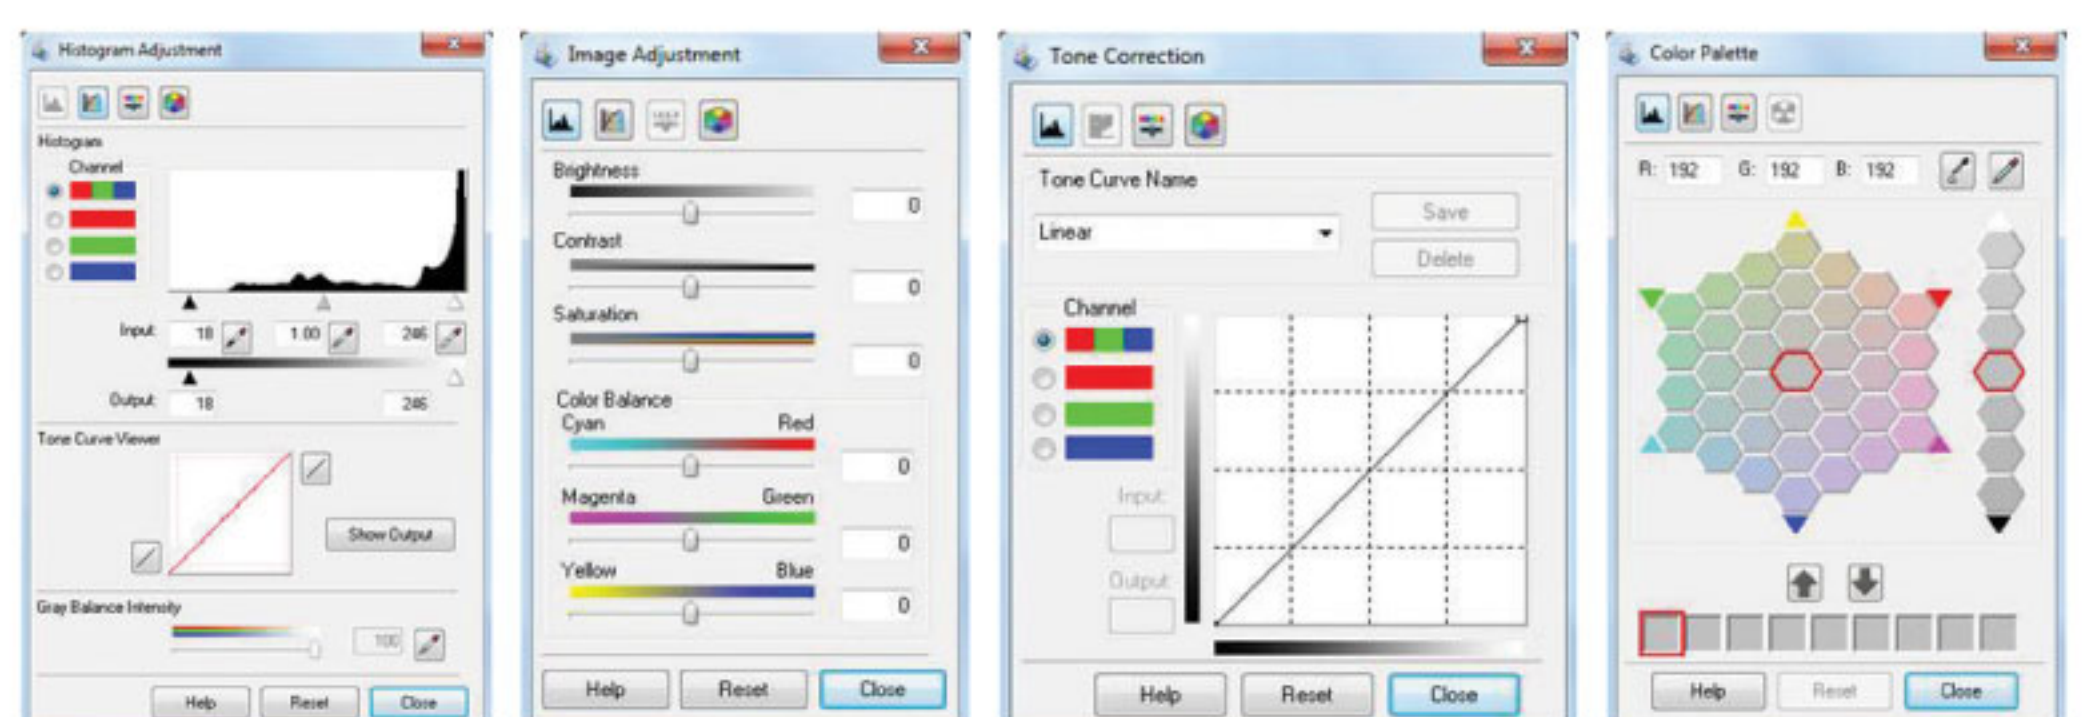 Histogram Adjustment
Histogram
Channel
Input: 18 1.00 246
Output: 18 246
Tone Curve Viewer
Show Output
Gray Balance Intensity
100
Help Reset Close
Image Adjustment
Brightness
0
Contrast
0
Saturation
0
Color Balance
Cyan Red
0
Magenta Green
0
Yellow Blue
0
Help Reset Close
Tone Correction
Tone Curve Name
Linear
Save
Delete
Channel
Input:
Output:
Help Reset Close
Color Palette
R: 192 G: 192 B: 192
Help Reset Close